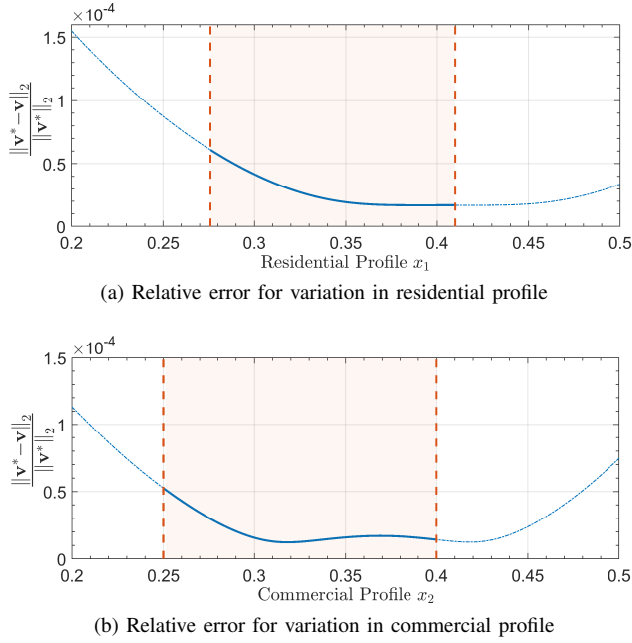 ×10⁻⁴
1.5
1
0.5
0
||v*−v||₂
||v*||₂
0.2 0.25 0.3 0.35 0.4 0.45 0.5
Residential Profile x₁
(a) Relative error for variation in residential profile
×10⁻⁴
1.5
1
0.5
0
||v*−v||₂
||v*||₂
0.2 0.25 0.3 0.35 0.4 0.45 0.5
Commercial Profile x₂
(b) Relative error for variation in commercial profile